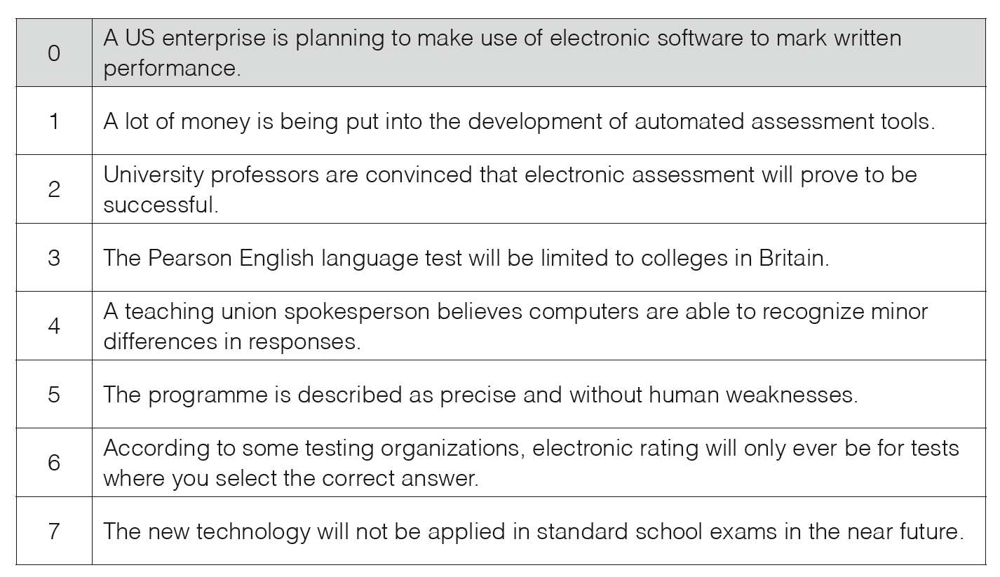 0
A US enterprise is planning to make use of electronic software to mark written
performance.
1
A lot of money is being put into the development of automated assessment tools.
2
University professors are convinced that electronic assessment will prove to be
successful.
3
The Pearson English language test will be limited to colleges in Britain.
4
A teaching union spokesperson believes computers are able to recognize minor
differences in responses.
5
The programme is described as precise and without human weaknesses.
6
According to some testing organizations, electronic rating will only ever be for tests
where you select the correct answer.
7
The new technology will not be applied in standard school exams in the near future.